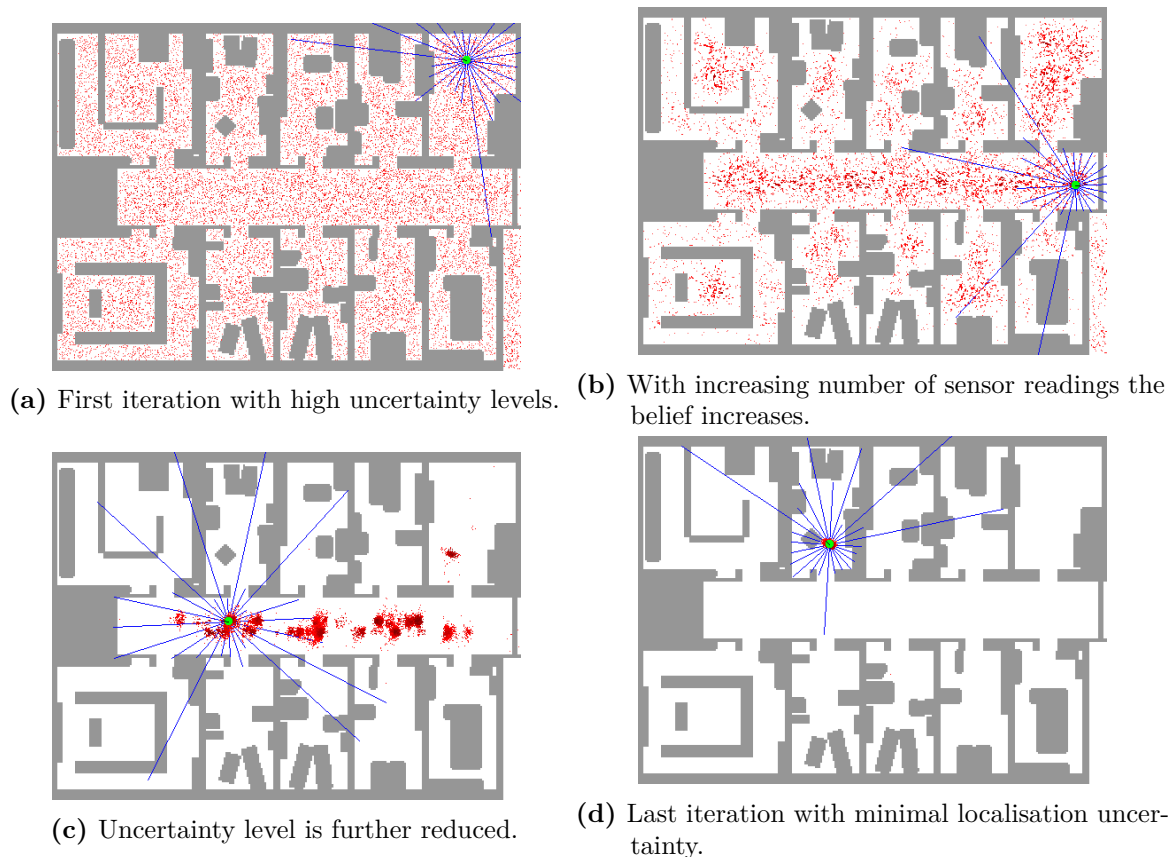 (a) First iteration with high uncertainty levels.
(b) With increasing number of sensor readings the
belief increases.
(c) Uncertainty level is further reduced.
(d) Last iteration with minimal localisation uncer-
tainty.